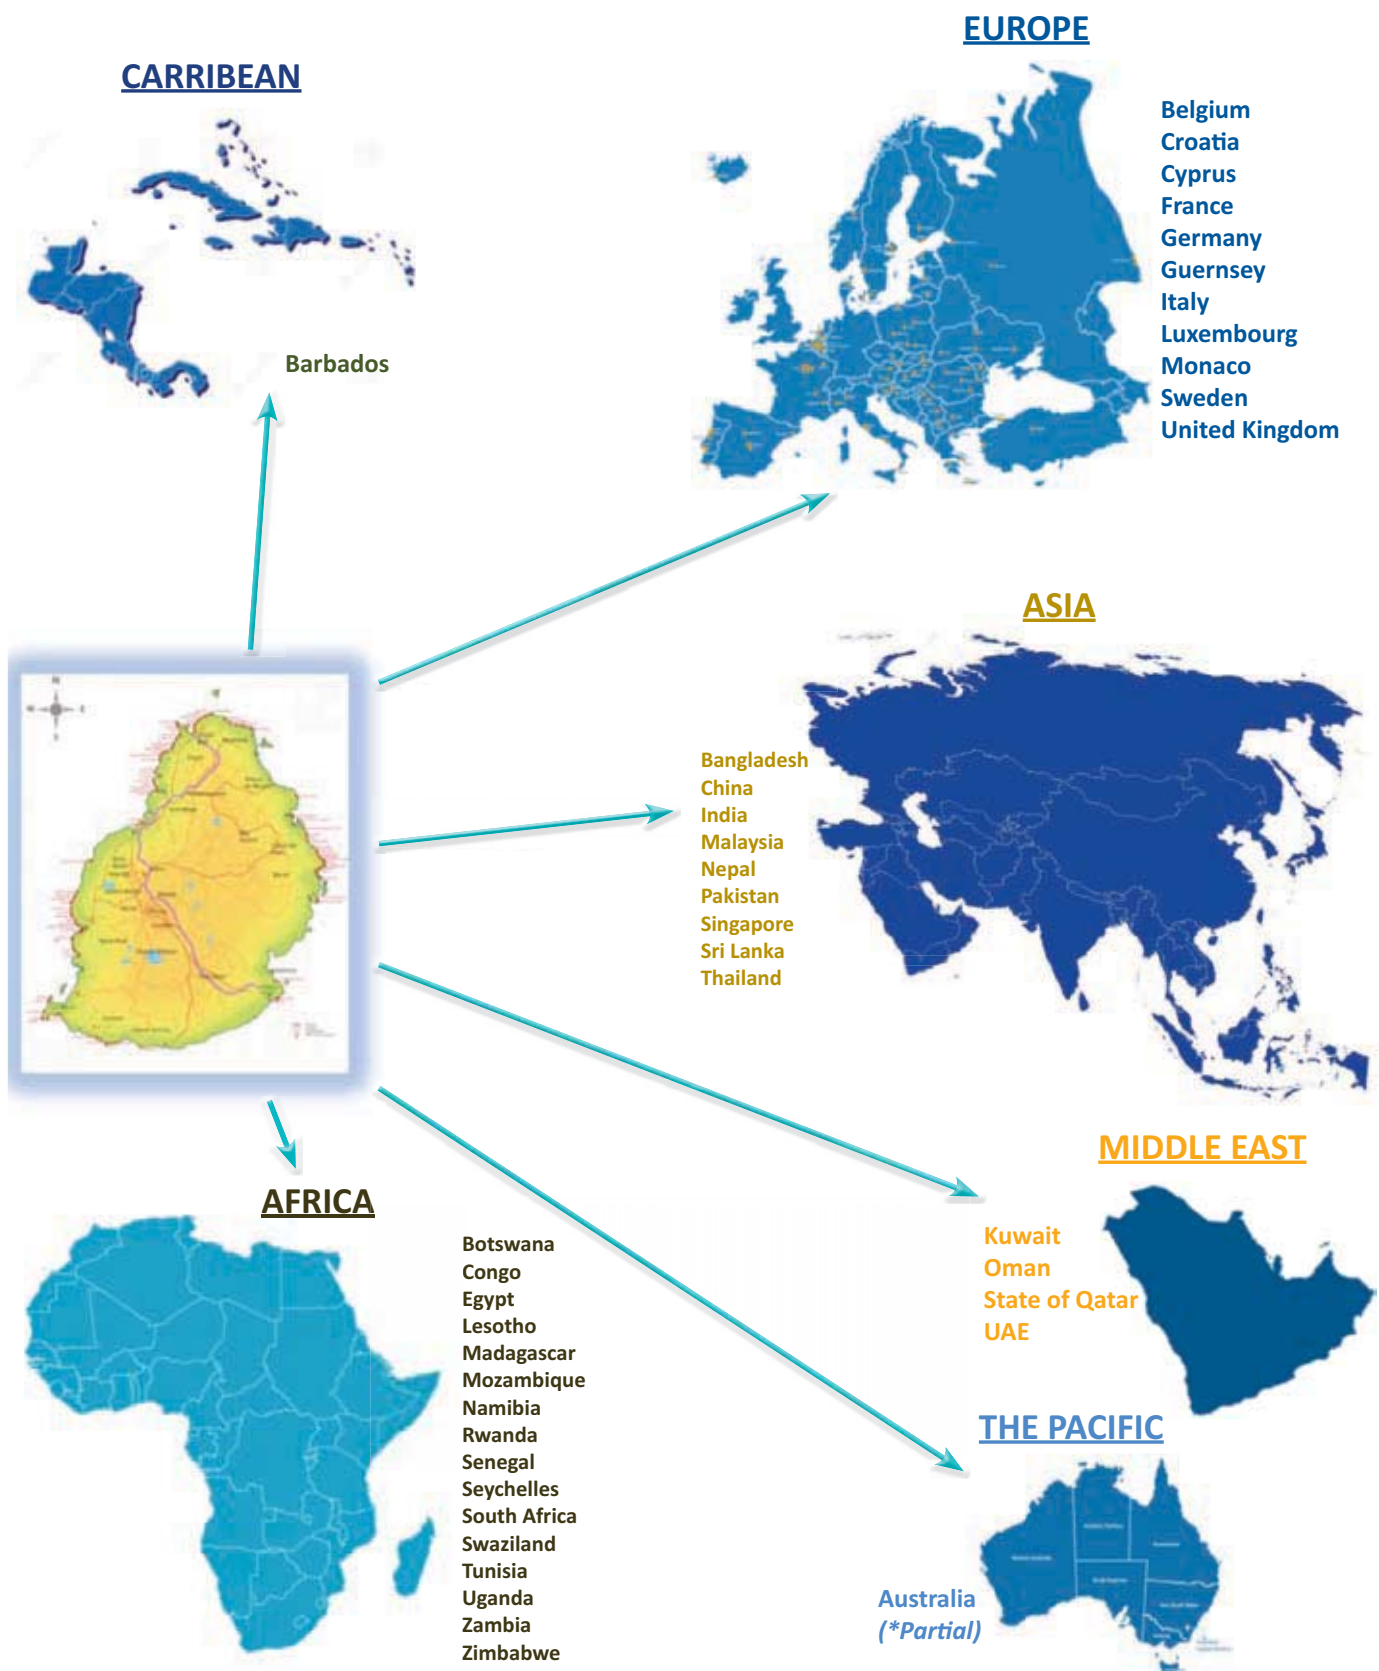 EUROPE
CARRIBEAN
Belgium
Croatia
Cyprus
France
Germany
Guernsey
Italy
Luxembourg
Monaco
Sweden
United Kingdom
Barbados
ASIA
Bangladesh
China
India
Malaysia
Nepal
Pakistan
Singapore
Sri Lanka
Thailand
MIDDLE EAST
Kuwait
Oman
State of Qatar
UAE
AFRICA
Botswana
Congo
Egypt
Lesotho
Madagascar
Mozambique
Namibia
Rwanda
Senegal
Seychelles
South Africa
Swaziland
Tunisia
Uganda
Zambia
Zimbabwe
THE PACIFIC
Australia
(*Partial)